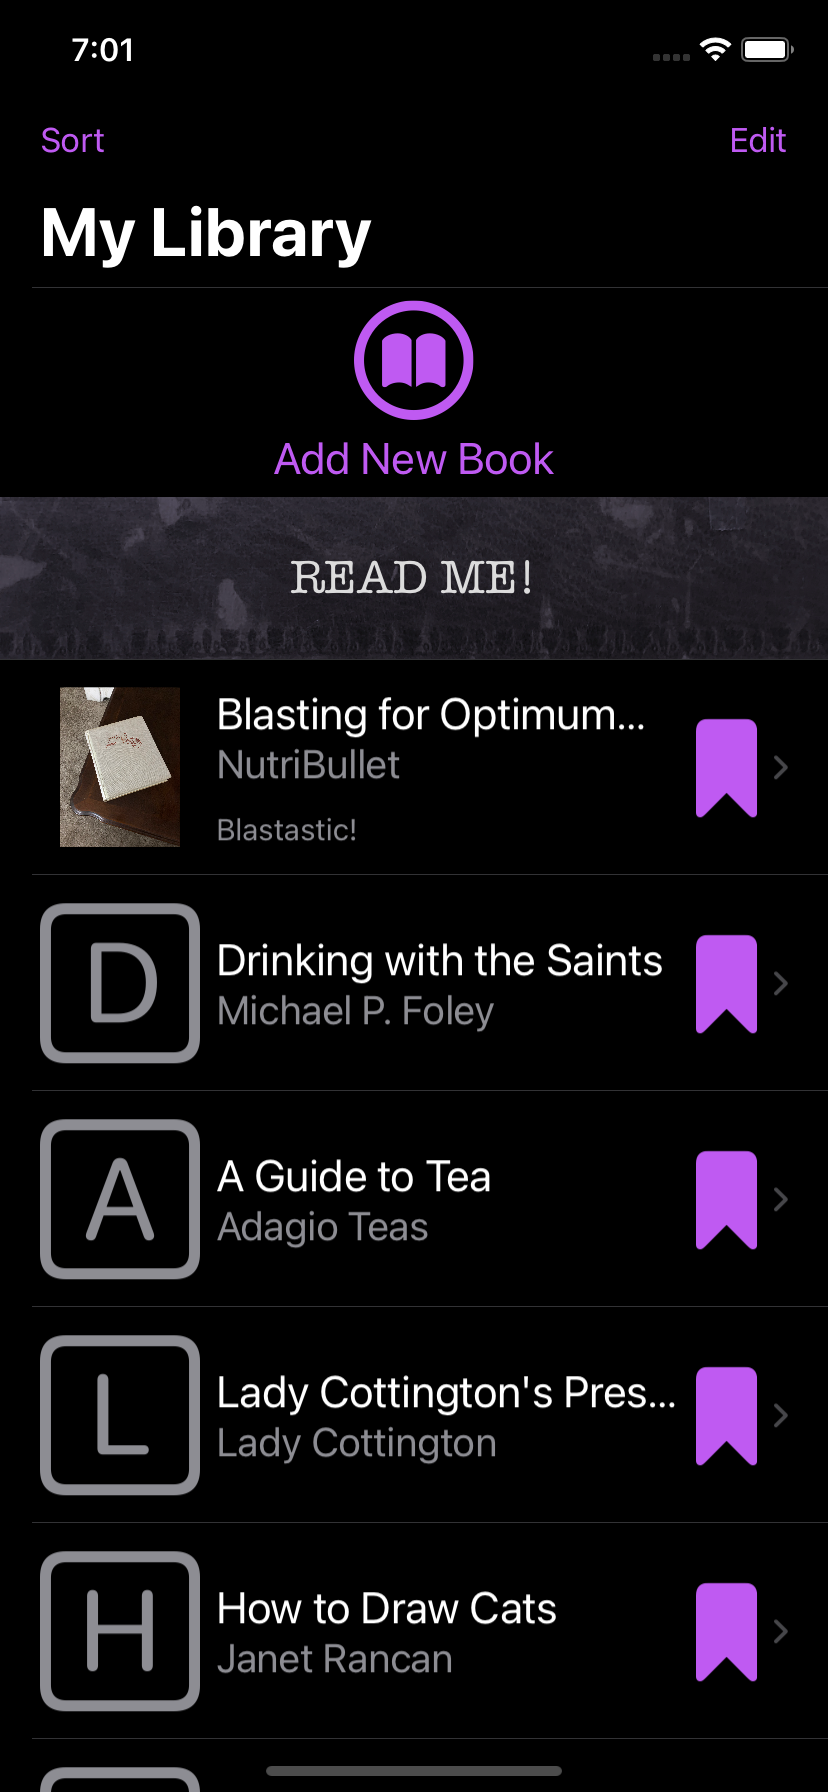 7:01
Sort
Edit
My Library
Add New Book
READ ME!
Blasting for Optimum...
NutriBullet
Blastastic!
D
Drinking with the Saints
Michael P. Foley
A
A Guide to Tea
Adagio Teas
L
Lady Cottington's Pres...
Lady Cottington
H
How to Draw Cats
Janet Rancan